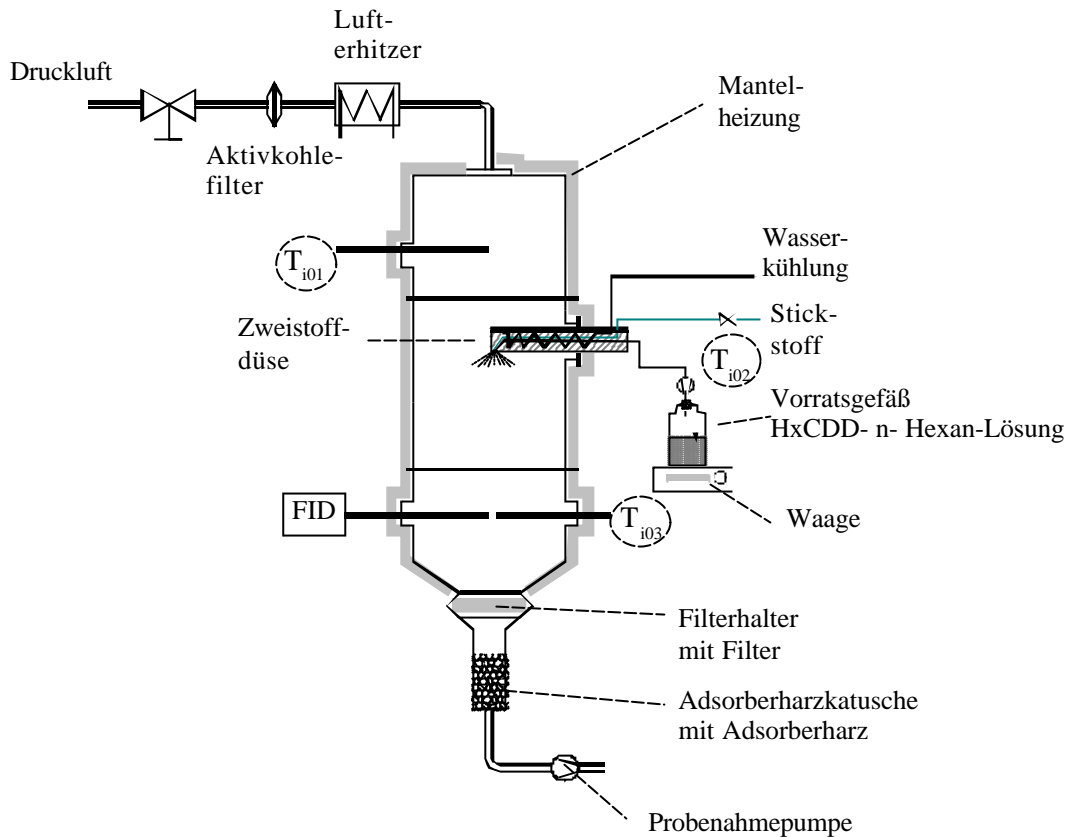 Luft-
erhitzer
Druckluft
Mantel-
heizung
Aktivkohle-
filter
T i01
Wasser-
kühlung
Zweistoff-
düse
Stick-
stoff
T i02
Vorratsgefäß
HxCDD- n- Hexan-Lösung
FID
T i03
Waage
Filterhalter
mit Filter
Adsorberharzkatusche
mit Adsorberharz
Probenahmepumpe